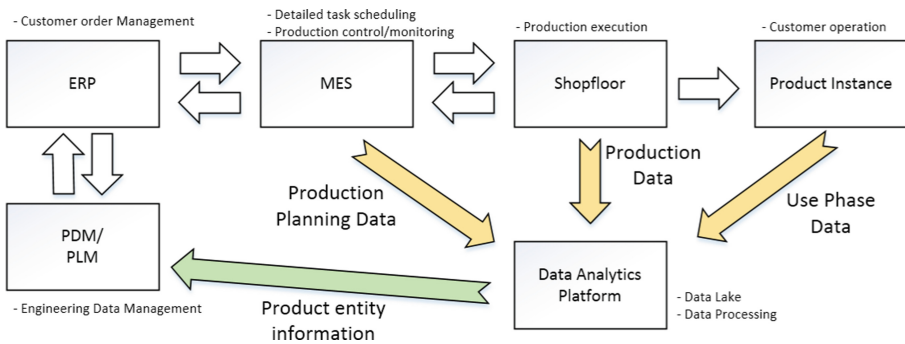 - Customer order Management
- Detailed task scheduling
- Production control/monitoring
- Production execution
- Customer operation
ERP
MES
Shopfloor
Product Instance
Production
Data
Production
Planning Data
Use Phase
Data
PDM/
PLM
Data Analytics
Platform
- Engineering Data Management
Product entity
information
- Data Lake
- Data Processing